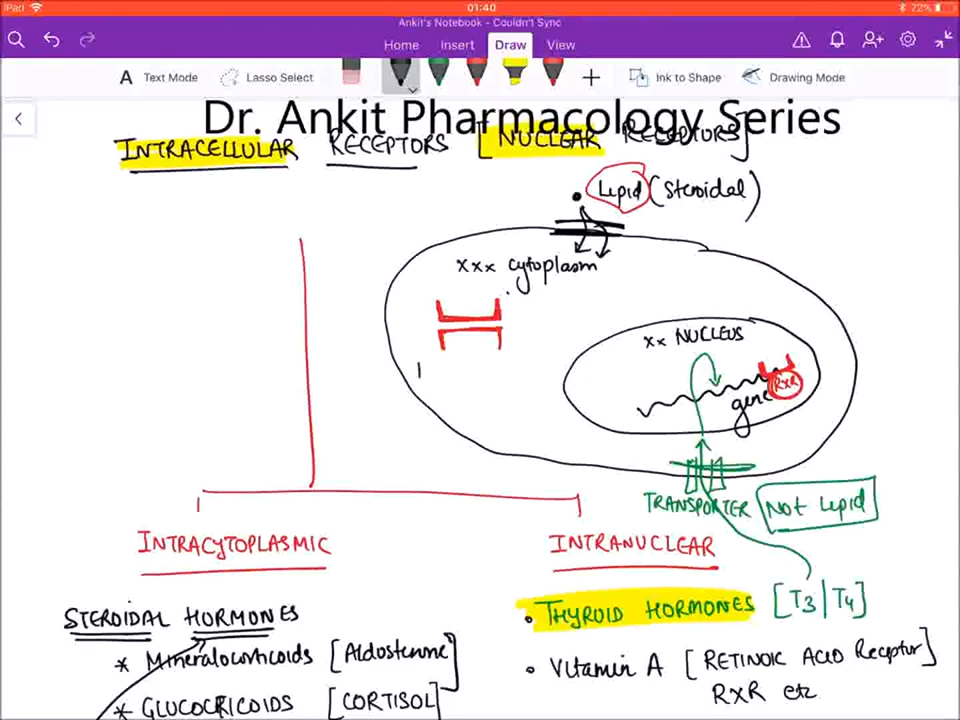 iPad 01:40 72%
Ankit's Notebook - Couldn't Sync
Home Insert Draw View
A Text Mode Lasso Select Ink to Shape Drawing Mode
Dr. Ankit Pharmacology Series
INTRACELLULAR RECEPTORS [NUCLEAR RECEPTORS]
Lipid (Steroidal)
xxx cytoplasm
xx NUCLEUS
RXR
gene
TRANSPORTER Not Lipid
INTRACYTOPLASMIC INTRANUCLEAR
STEROIDAL HORMONES
* Mineralocorticoids [Aldosterone]
* GLUCOCRICOIDS [CORTISOL]
• THYROID HORMONES [T3/T4]
• Vitamin A [RETINOIC ACID Receptor]
RXR etc